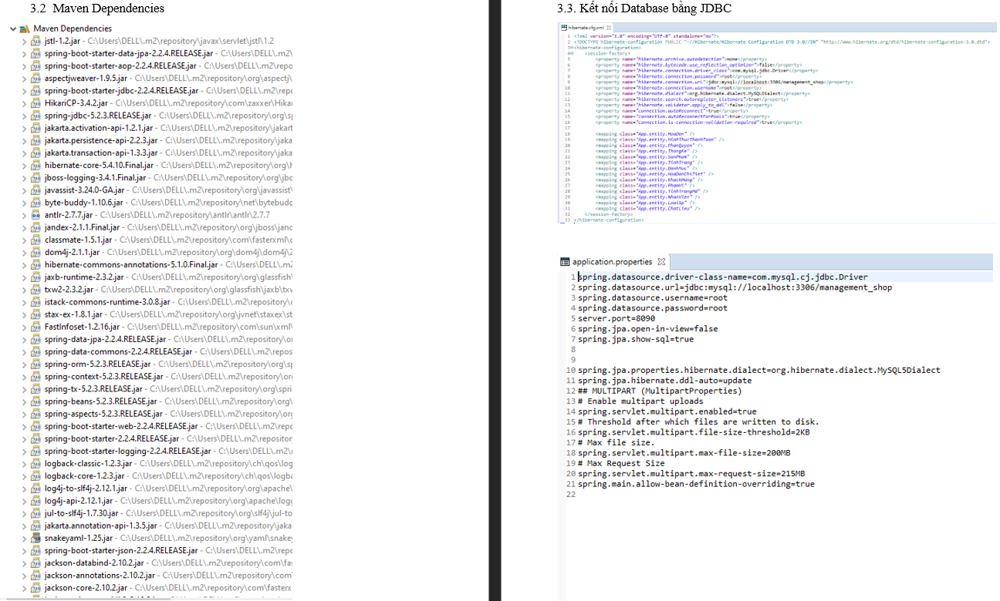 3.2 Maven Dependencies
Maven Dependencies
jstl-1.2.jar - C:\Users\DELL\.m2\repository\javax\servlet\jstl\1.2
spring-boot-starter-data-jpa-2.2.4.RELEASE.jar - C:\Users\DELL\.m2\
spring-boot-starter-aop-2.2.4.RELEASE.jar - C:\Users\DELL\.m2\repo
aspectjweaver-1.9.5.jar - C:\Users\DELL\.m2\repository\org\aspectj\
spring-boot-starter-jdbc-2.2.4.RELEASE.jar - C:\Users\DELL\.m2\repo
HikariCP-3.4.2.jar - C:\Users\DELL\.m2\repository\com\zaxxer\Hikar
spring-jdbc-5.2.3.RELEASE.jar - C:\Users\DELL\.m2\repository\org\sp
jakarta.activation-api-1.2.1.jar - C:\Users\DELL\.m2\repository\jakart
jakarta.persistence-api-2.2.3.jar - C:\Users\DELL\.m2\repository\jaka
jakarta.transaction-api-1.3.3.jar - C:\Users\DELL\.m2\repository\jaka
hibernate-core-5.4.10.Final.jar - C:\Users\DELL\.m2\repository\org\h
jboss-logging-3.4.1.Final.jar - C:\Users\DELL\.m2\repository\org\jbo
javassist-3.24.0-GA.jar - C:\Users\DELL\.m2\repository\org\javassist\
byte-buddy-1.10.6.jar - C:\Users\DELL\.m2\repository\net\bytebudd
antlr-2.7.7.jar - C:\Users\DELL\.m2\repository\antlr\antlr\2.7.7
jandex-2.1.1.Final.jar - C:\Users\DELL\.m2\repository\org\jboss\janc
classmate-1.5.1.jar - C:\Users\DELL\.m2\repository\com\fasterxml\c
dom4j-2.1.1.jar - C:\Users\DELL\.m2\repository\org\dom4j\dom4j\2
hibernate-commons-annotations-5.1.0.Final.jar - C:\Users\DELL\.m2
jaxb-runtime-2.3.2.jar - C:\Users\DELL\.m2\repository\org\glassfish\
txw2-2.3.2.jar - C:\Users\DELL\.m2\repository\org\glassfish\jaxb\txw
istack-commons-runtime-3.0.8.jar - C:\Users\DELL\.m2\repository\c
stax-ex-1.8.1.jar - C:\Users\DELL\.m2\repository\org\jvnet\staxex\st
FastInfoset-1.2.16.jar - C:\Users\DELL\.m2\repository\com\sun\xml\
spring-data-jpa-2.2.4.RELEASE.jar - C:\Users\DELL\.m2\repository\or
spring-data-commons-2.2.4.RELEASE.jar - C:\Users\DELL\.m2\repos
spring-orm-5.2.3.RELEASE.jar - C:\Users\DELL\.m2\repository\org\sp
spring-context-5.2.3.RELEASE.jar - C:\Users\DELL\.m2\repository\org
spring-tx-5.2.3.RELEASE.jar - C:\Users\DELL\.m2\repository\org\spri
spring-beans-5.2.3.RELEASE.jar - C:\Users\DELL\.m2\repository\org\
spring-aspects-5.2.3.RELEASE.jar - C:\Users\DELL\.m2\repository\org
spring-boot-starter-web-2.2.4.RELEASE.jar - C:\Users\DELL\.m2\repo
spring-boot-starter-2.2.4.RELEASE.jar - C:\Users\DELL\.m2\repositor
spring-boot-starter-logging-2.2.4.RELEASE.jar - C:\Users\DELL\.m2\r
logback-classic-1.2.3.jar - C:\Users\DELL\.m2\repository\ch\qos\log
logback-core-1.2.3.jar - C:\Users\DELL\.m2\repository\ch\qos\logba
log4j-to-slf4j-2.12.1.jar - C:\Users\DELL\.m2\repository\org\apache\
log4j-api-2.12.1.jar - C:\Users\DELL\.m2\repository\org\apache\logg
jul-to-slf4j-1.7.30.jar - C:\Users\DELL\.m2\repository\org\slf4j\jul-to
jakarta.annotation-api-1.3.5.jar - C:\Users\DELL\.m2\repository\jaka
snakeyaml-1.25.jar - C:\Users\DELL\.m2\repository\org\yaml\snake
spring-boot-starter-json-2.2.4.RELEASE.jar - C:\Users\DELL\.m2\repo
jackson-databind-2.10.2.jar - C:\Users\DELL\.m2\repository\com\fas
jackson-annotations-2.10.2.jar - C:\Users\DELL\.m2\repository\com\
jackson-core-2.10.2.jar - C:\Users\DELL\.m2\repository\com\fasterx
3.3. Kết nối Database bằng JDBC
hibernate.cfg.xml
1 <?xml version="1.0" encoding="UTF-8" standalone="no"?>
2 <!DOCTYPE hibernate-configuration PUBLIC "-//Hibernate/Hibernate Configuration DTD 3.0//EN" "http://www.hibernate.org/dtd/hibernate-configuration-3.0.dtd">
3 <hibernate-configuration>
4 <session-factory>
5 <property name="hibernate.archive.autodetection">none</property>
6 <property name="hibernate.bytecode.use_reflection_optimizer">false</property>
7 <property name="hibernate.connection.driver_class">com.mysql.jdbc.Driver</property>
8 <property name="hibernate.connection.password">root</property>
9 <property name="hibernate.connection.url">jdbc:mysql://localhost:3306/management_shop</property>
10 <property name="hibernate.connection.username">root</property>
11 <property name="hibernate.dialect">org.hibernate.dialect.MySQLDialect</property>
12 <property name="hibernate.search.autoregister_listeners">true</property>
13 <property name="hibernate.validator.apply_to_ddl">false</property>
14 <property name="connection.autoReconnect">true</property>
15 <property name="connection.autoReconnectForPools">true</property>
16 <property name="connection.is-connection-validation-required">true</property>
17
18 <mapping class="App.entity.HoaDon" />
19 <mapping class="App.entity.HinhThucThanhToan" />
20 <mapping class="App.entity.PhanQuyen" />
21 <mapping class="App.entity.ThongKe" />
22 <mapping class="App.entity.SanPham" />
23 <mapping class="App.entity.TinhTrang" />
24 <mapping class="App.entity.DanhMuc" />
25 <mapping class="App.entity.HoaDonChiTiet" />
26 <mapping class="App.entity.KhachHang" />
27 <mapping class="App.entity.PhamVi" />
28 <mapping class="App.entity.TinhTrangHD" />
29 <mapping class="App.entity.NhanVien" />
30 <mapping class="App.entity.LoaiSp" />
31 <mapping class="App.entity.ChatLieu" />
32 </session-factory>
33 </hibernate-configuration>
application.properties
1 spring.datasource.driver-class-name=com.mysql.cj.jdbc.Driver
2 spring.datasource.url=jdbc:mysql://localhost:3306/management_shop
3 spring.datasource.username=root
4 spring.datasource.password=root
5 server.port=8090
6 spring.jpa.open-in-view=false
7 spring.jpa.show-sql=true
8
9
10 spring.jpa.properties.hibernate.dialect=org.hibernate.dialect.MySQL5Dialect
11 spring.jpa.hibernate.ddl-auto=update
12 ## MULTIPART (MultipartProperties)
13 # Enable multipart uploads
14 spring.servlet.multipart.enabled=true
15 # Threshold after which files are written to disk.
16 spring.servlet.multipart.file-size-threshold=2KB
17 # Max file size.
18 spring.servlet.multipart.max-file-size=200MB
19 # Max Request Size
20 spring.servlet.multipart.max-request-size=215MB
21 spring.main.allow-bean-definition-overriding=true
22